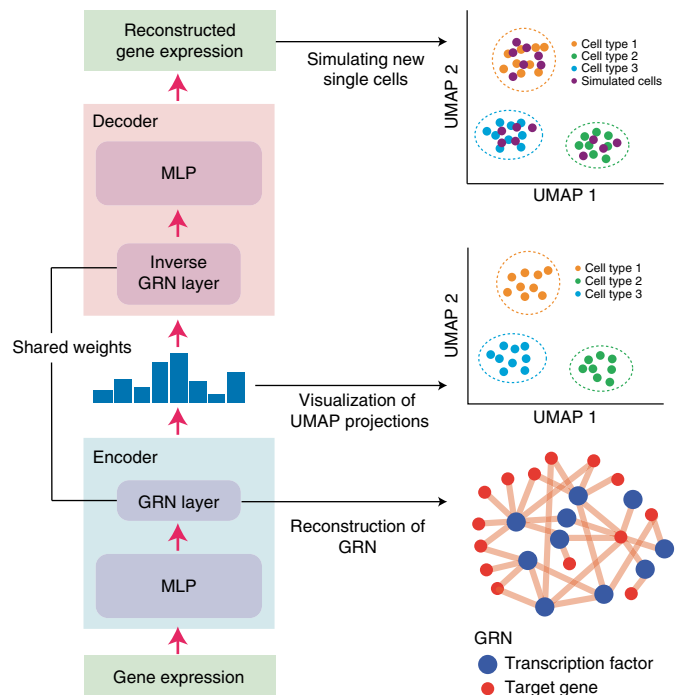 Reconstructed
gene expression
Simulating new
single cells
UMAP 2
Cell type 1
Cell type 2
Cell type 3
Simulated cells
UMAP 1
Decoder
MLP
Inverse
GRN layer
Shared weights
Visualization of
UMAP projections
UMAP 2
Cell type 1
Cell type 2
Cell type 3
UMAP 1
Encoder
GRN layer
Reconstruction of
GRN
MLP
Gene expression
GRN
Transcription factor
Target gene